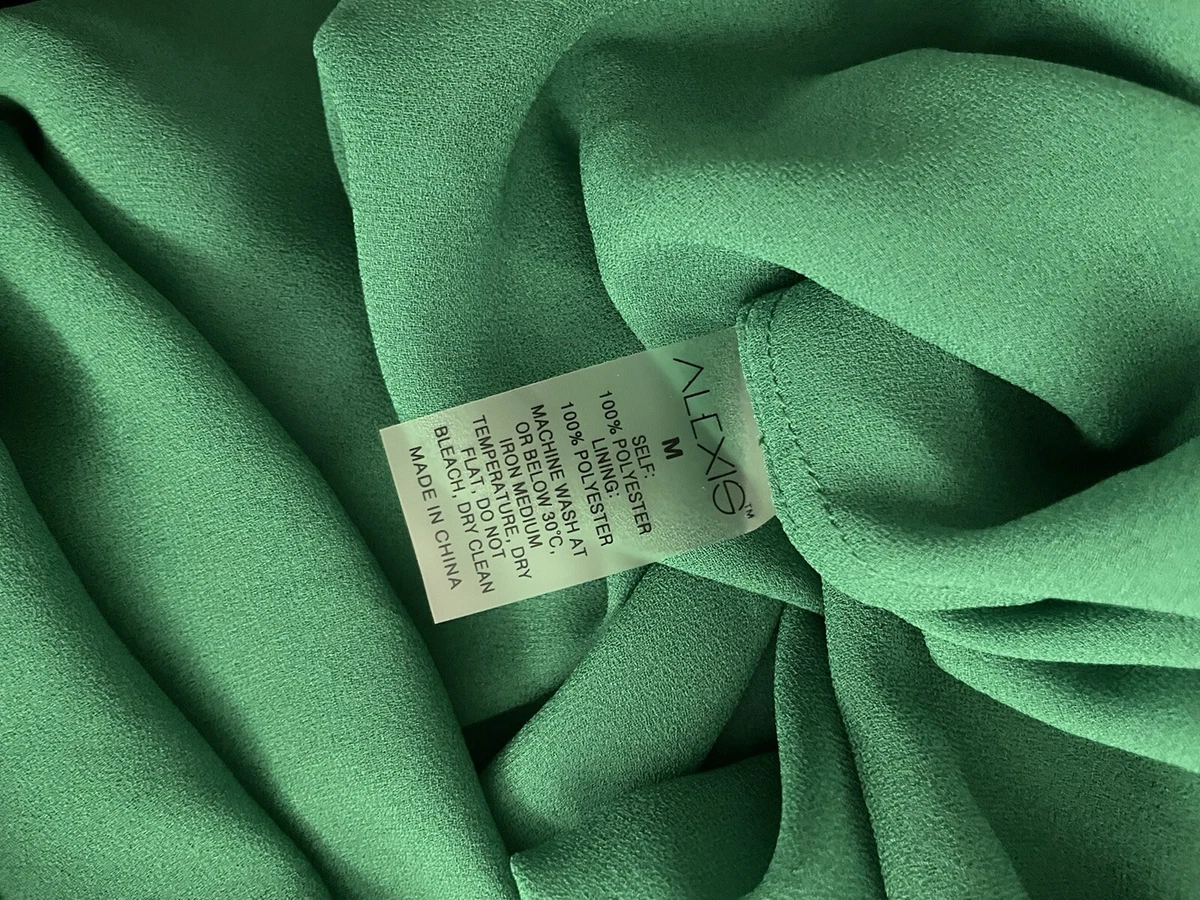 ALEXIS™
M
SELF:
100% POLYESTER
LINING:
100% POLYESTER
MACHINE WASH AT
OR BELOW 30°C,
IRON MEDIUM
TEMPERATURE, DRY
FLAT, DO NOT
BLEACH, DRY CLEAN
MADE IN CHINA